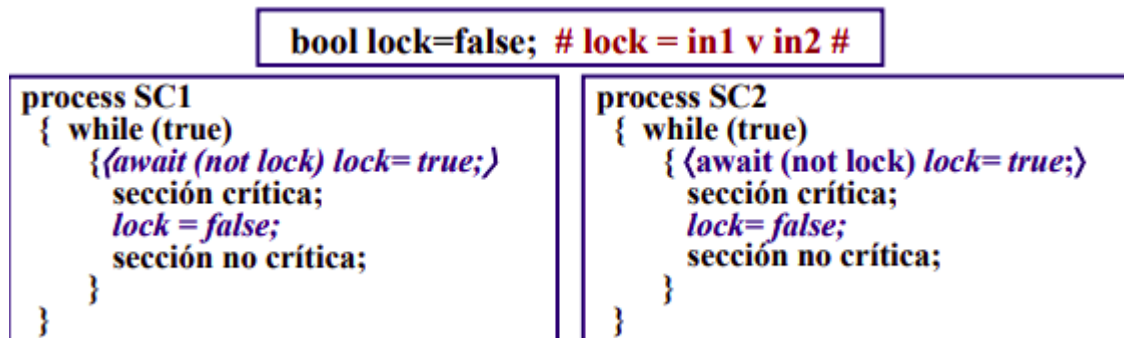 bool lock=false; # lock = in1 v in2 #
process SC1
{ while (true)
{⟨await (not lock) lock= true;⟩
sección crítica;
lock = false;
sección no crítica;
}
}
process SC2
{ while (true)
{ ⟨await (not lock) lock= true;⟩
sección crítica;
lock= false;
sección no crítica;
}
}